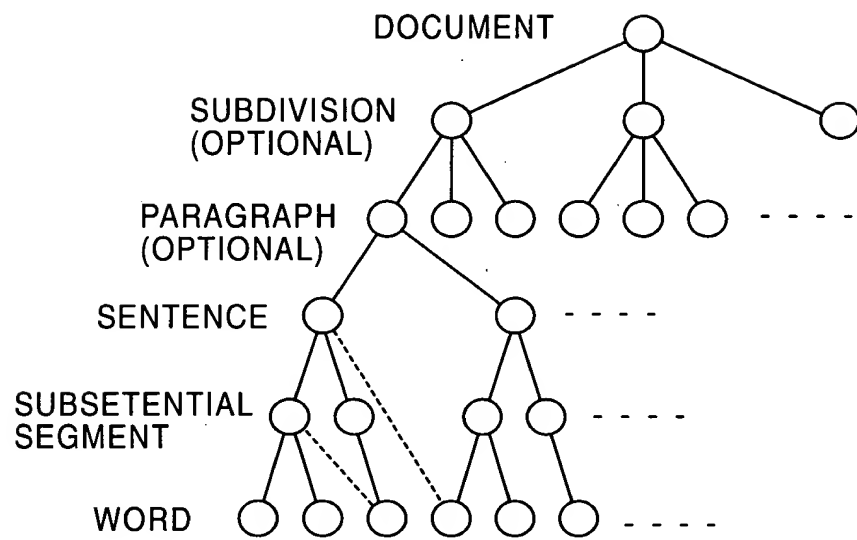 DOCUMENT
SUBDIVISION
(OPTIONAL)
PARAGRAPH
(OPTIONAL)
SENTENCE
SUBSETENTIAL
SEGMENT
WORD